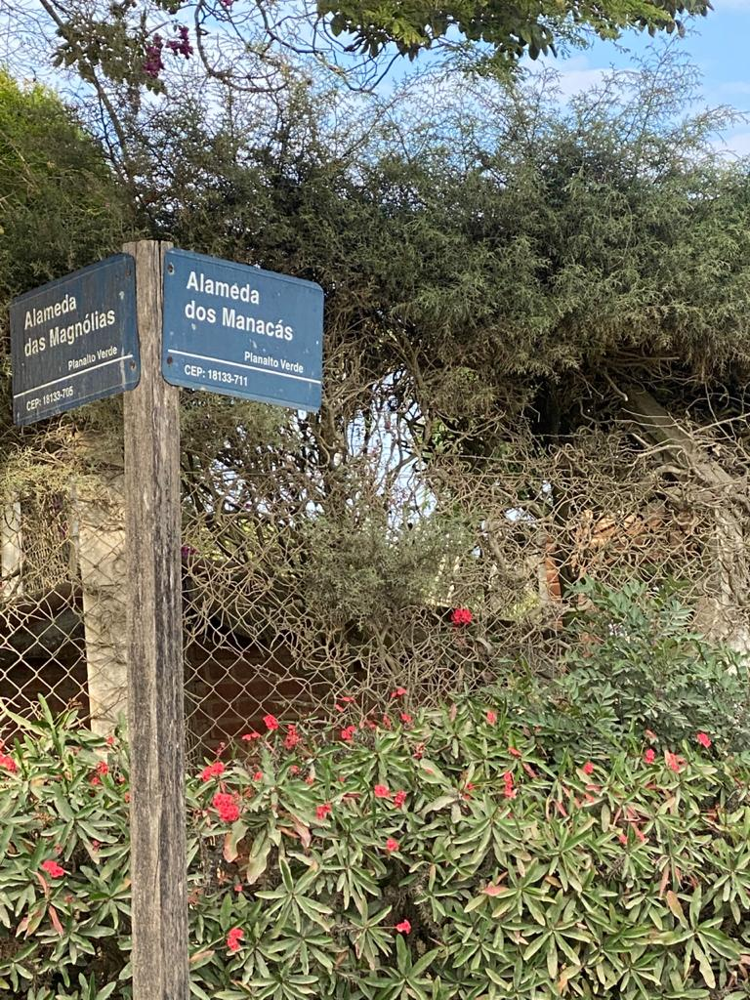 Alameda
das Magnólias
Planalto Verde
CEP: 18133-705
Alameda
dos Manacás
Planalto Verde
CEP: 18133-711